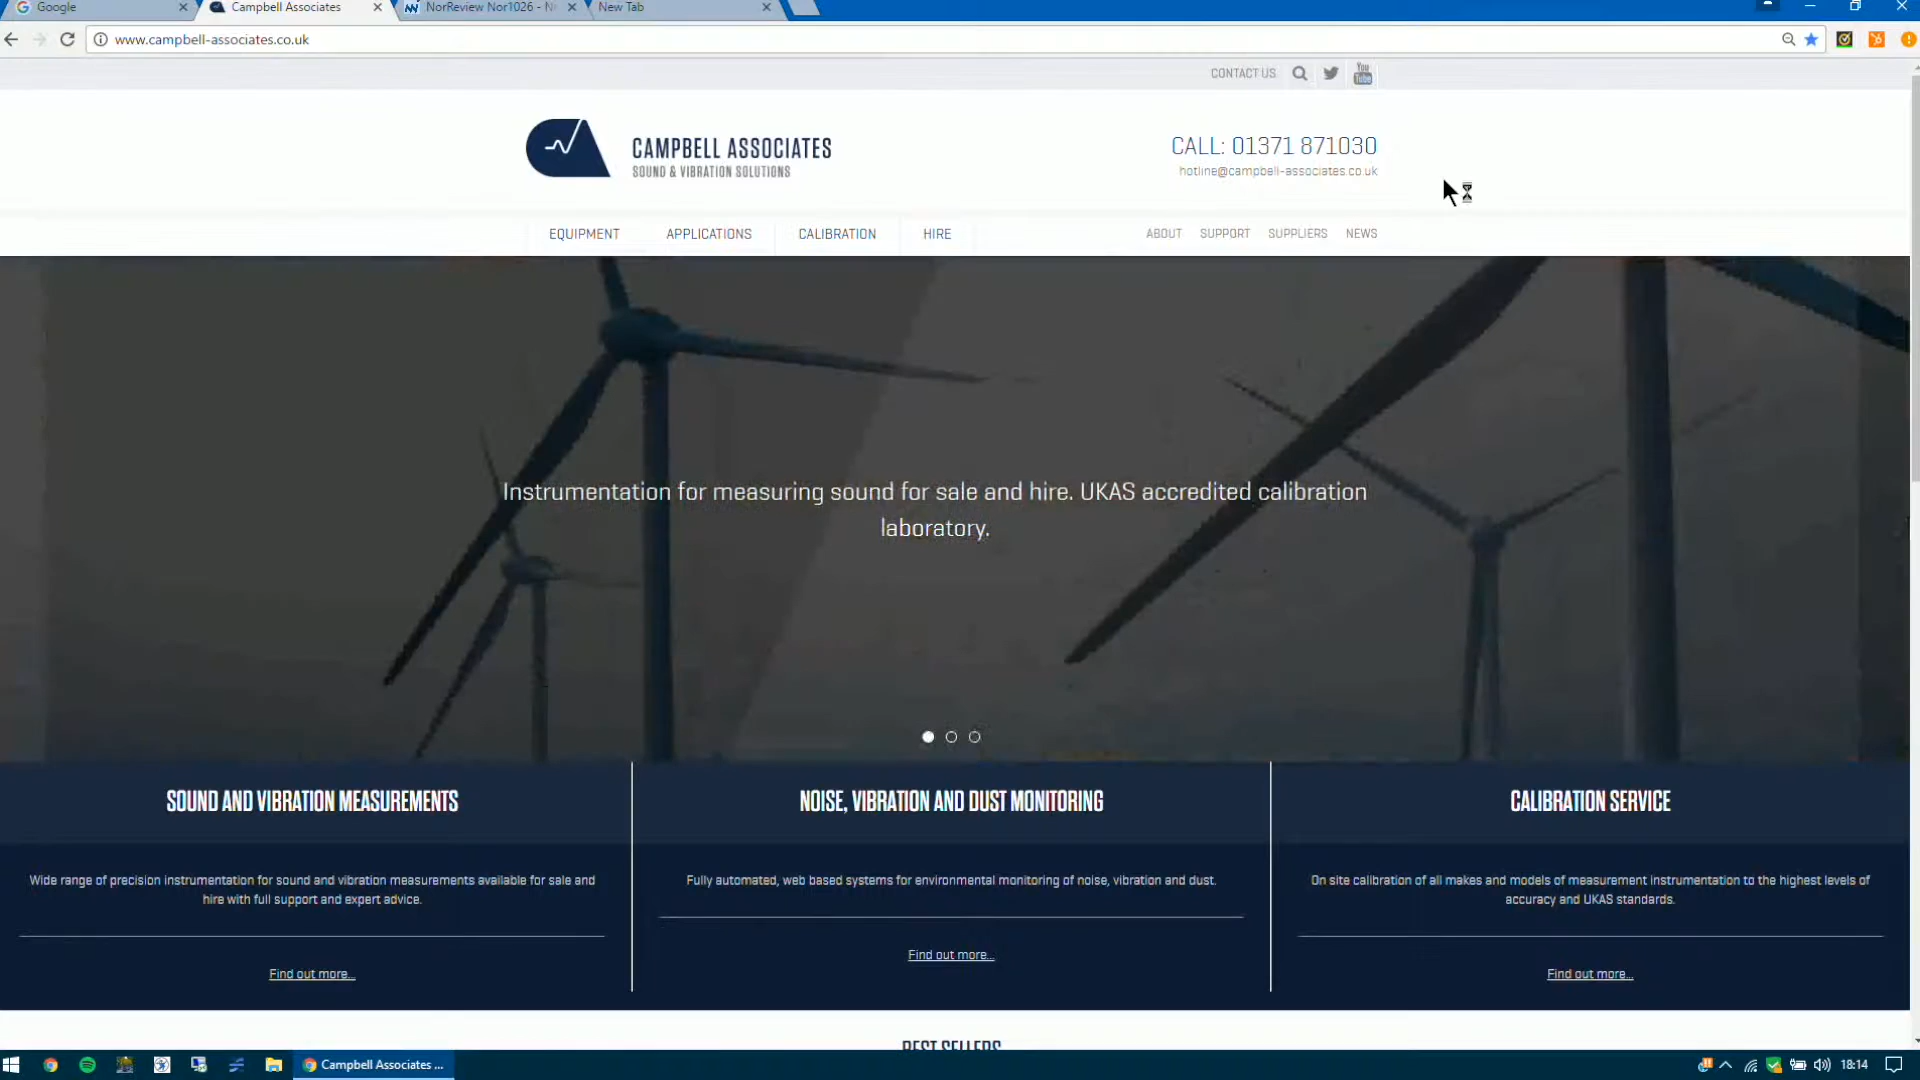 Google
Campbell Associates
NorReview Nor1026 - N
New Tab
www.campbell-associates.co.uk
CONTACT US
You
Tube
CAMPBELL ASSOCIATES
SOUND & VIBRATION SOLUTIONS
CALL: 01371 871030
hotline@campbell-associates.co.uk
EQUIPMENT
APPLICATIONS
CALIBRATION
HIRE
ABOUT
SUPPORT
SUPPLIERS
NEWS
Instrumentation for measuring sound for sale and hire. UKAS accredited calibration
laboratory.
SOUND AND VIBRATION MEASUREMENTS
Wide range of precision instrumentation for sound and vibration measurements available for sale and
hire with full support and expert advice.
Find out more...
NOISE, VIBRATION AND DUST MONITORING
Fully automated, web based systems for environmental monitoring of noise, vibration and dust.
Find out more...
CALIBRATION SERVICE
On site calibration of all makes and models of measurement instrumentation to the highest levels of
accuracy and UKAS standards.
Find out more...
BEST SELLERS
Campbell Associates ...
18:14